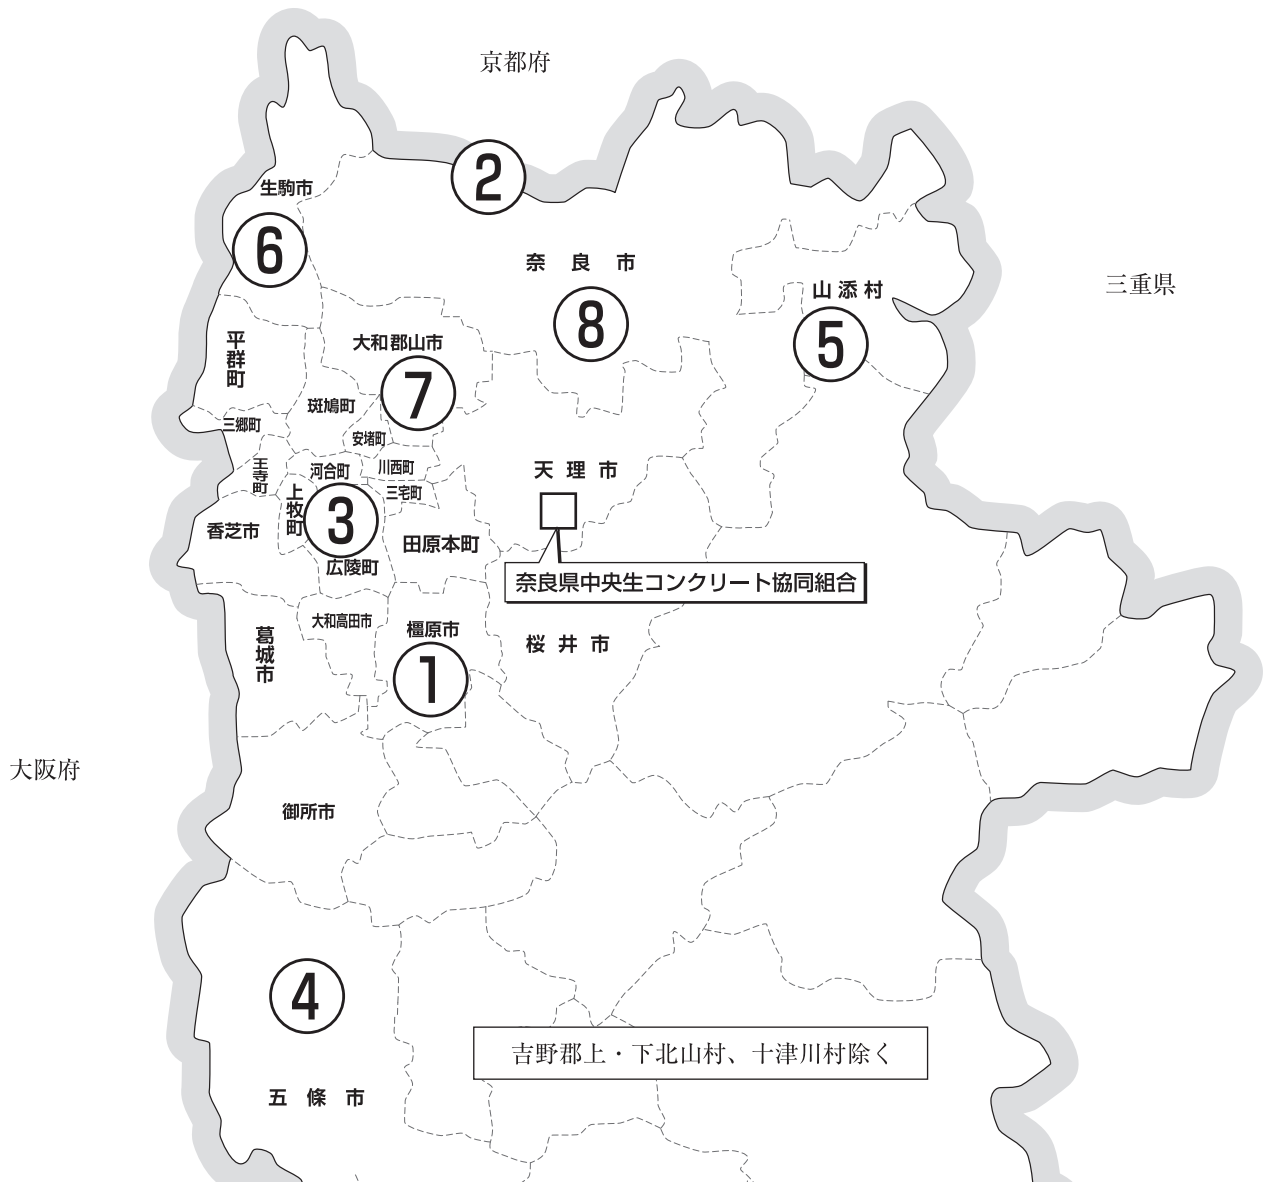 京都府
②
生駒市
⑥
奈良市
⑧
三重県
山添村
⑤
平群町
大和郡山市
⑦
斑鳩町
三郷町
安堵町
王寺町
河合町
川西町
上牧町
③
三宅町
天理市
香芝市
田原本町
広陵町
奈良県中央生コンクリート協同組合
葛城市
大和高田市
橿原市
①
桜井市
大阪府
御所市
④
吉野郡上・下北山村、十津川村除く
五條市